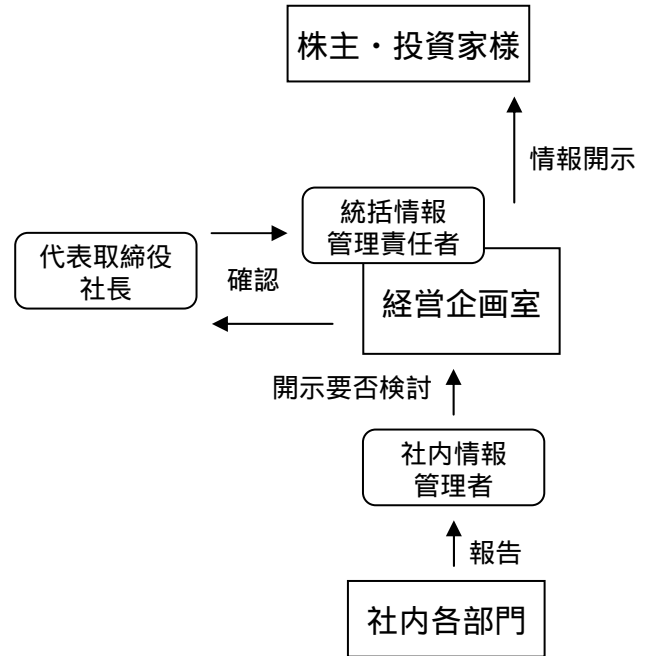 株主・投資家様
情報開示
統括情報
管理責任者
代表取締役
社長
確認
経営企画室
開示要否検討
社内情報
管理者
報告
社内各部門